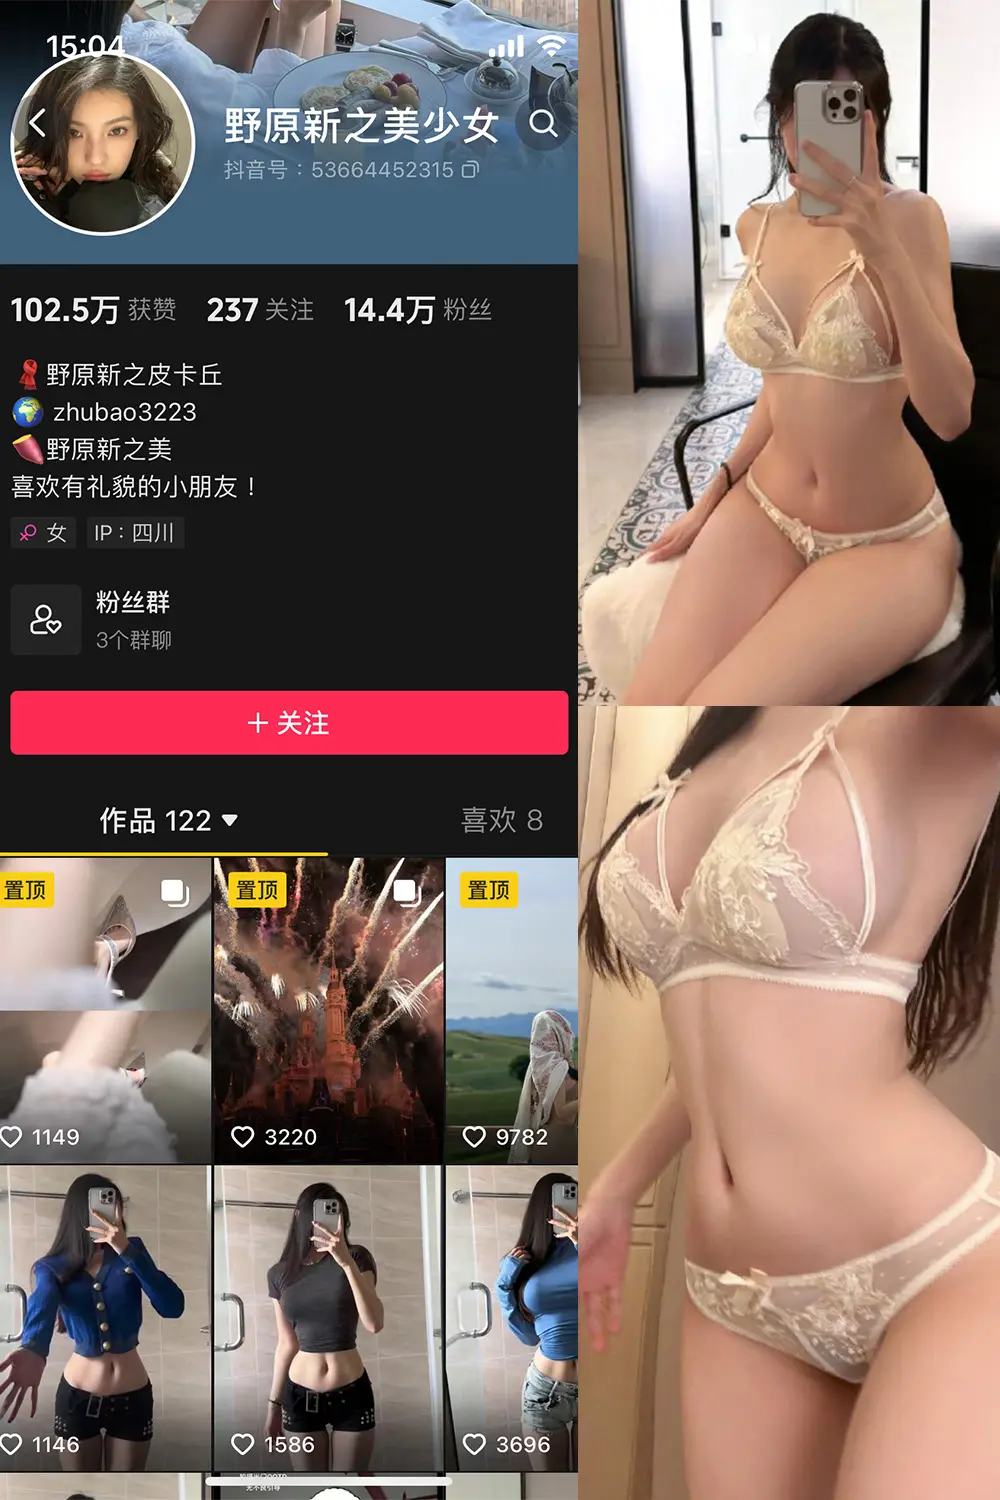 15:04
野原新之美少女
抖音号：53664452315
102.5万 获赞 237 关注 14.4万 粉丝
野原新之皮卡丘
zhubao3223
野原新之美
喜欢有礼貌的小朋友！
女 IP：四川
粉丝群
3个群聊
+ 关注
作品 122 喜欢 8
置顶 置顶 置顶
1149 3220 9782
1146 1586 3696